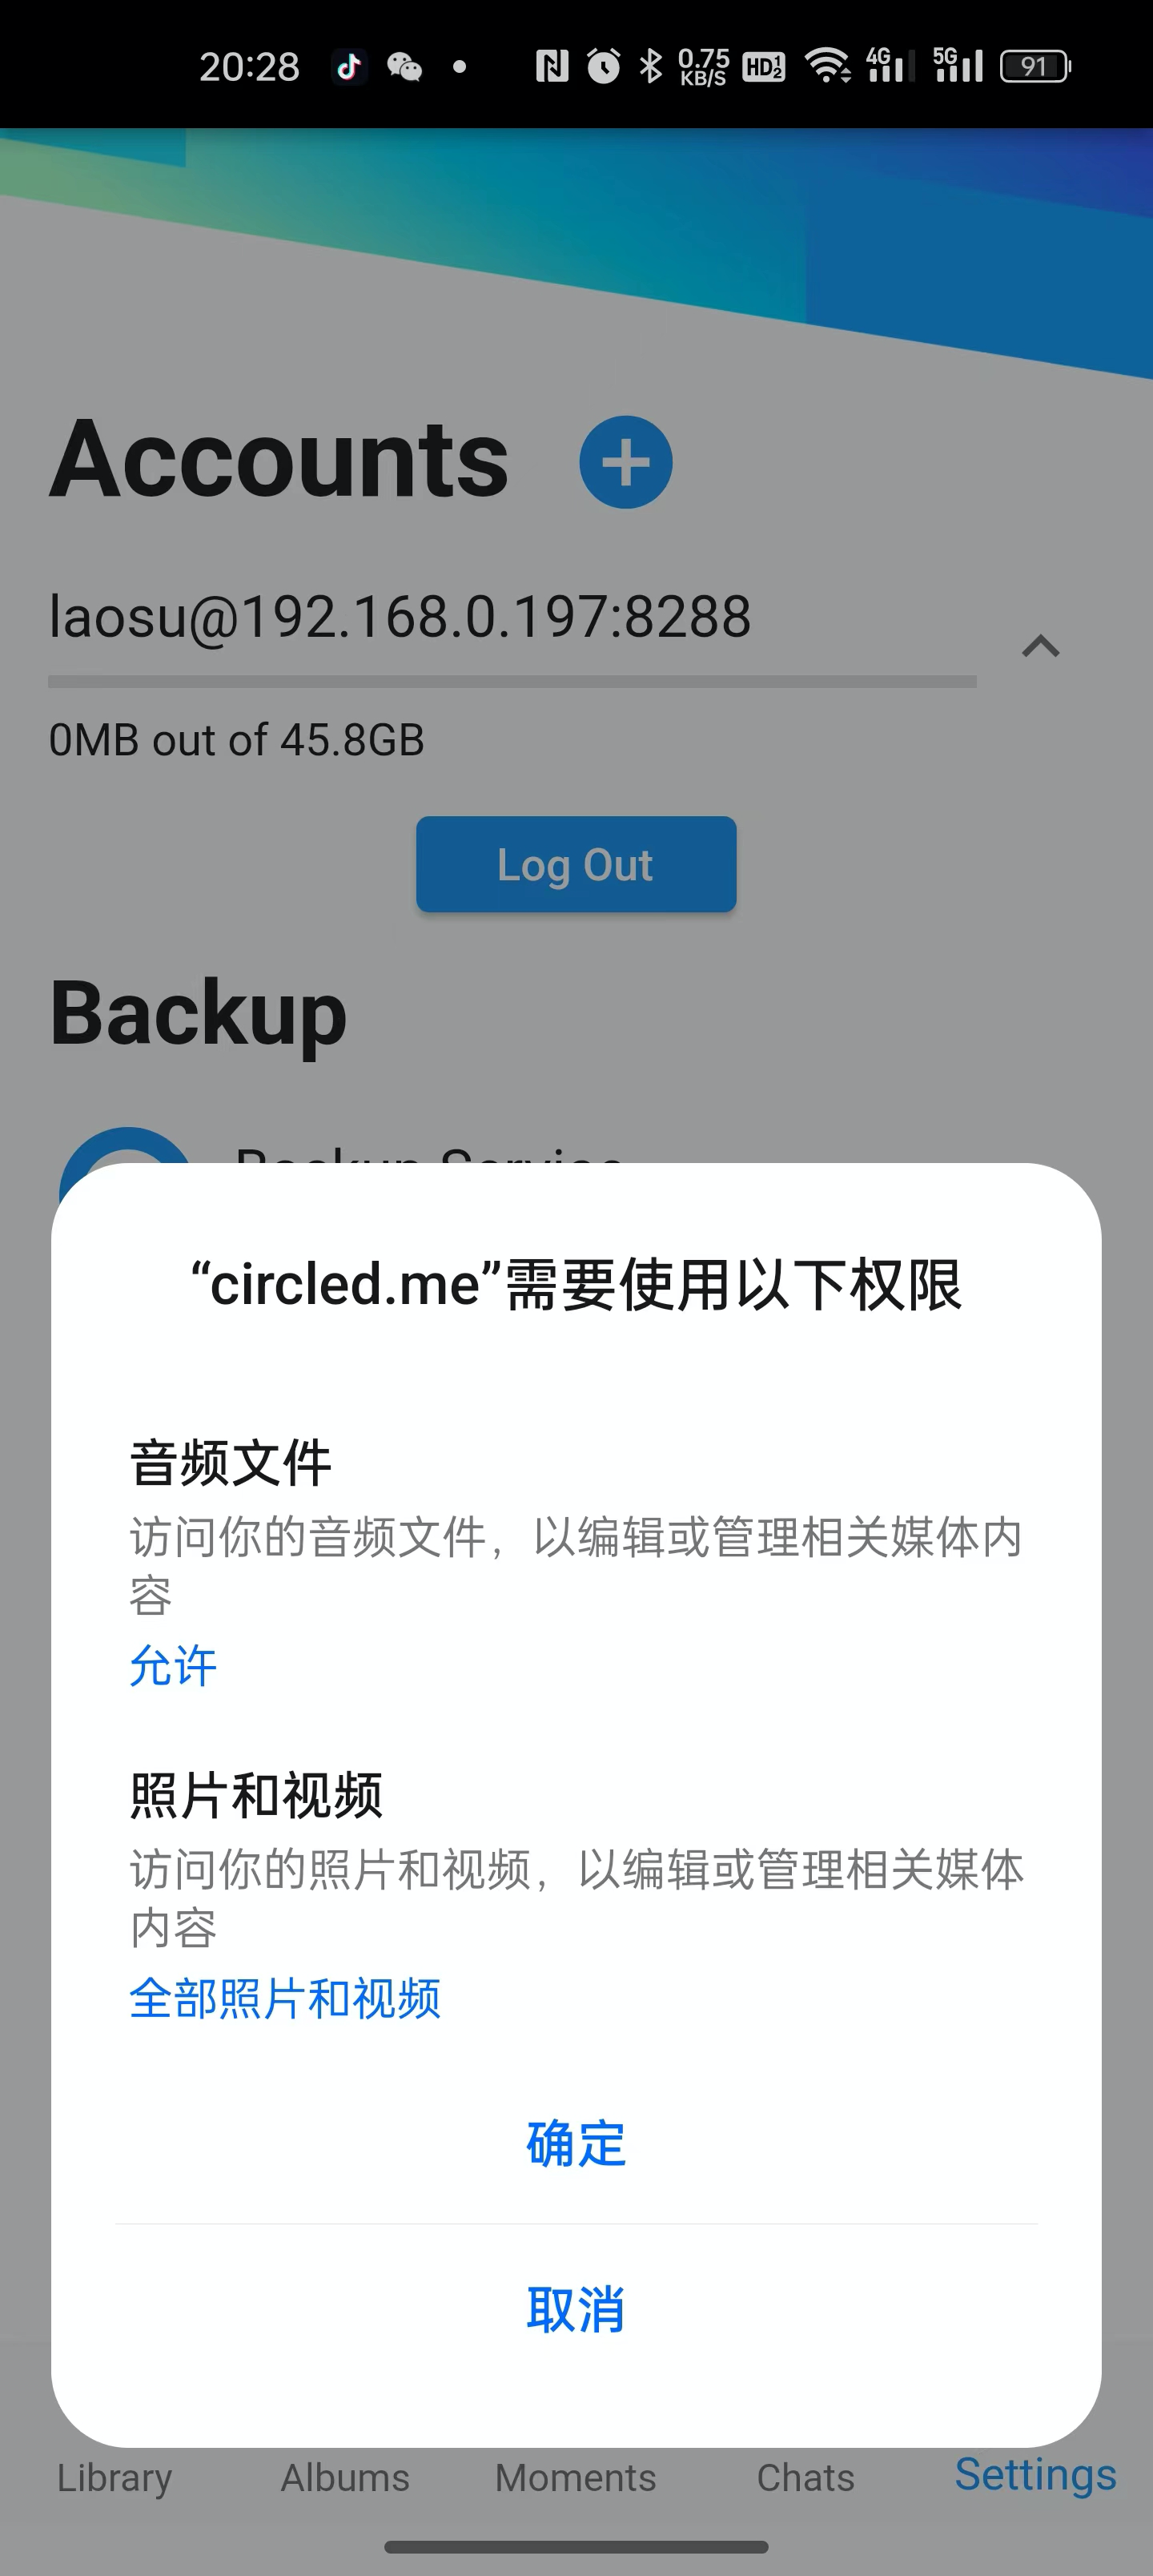 20:28
0.75
KB/S
HD 1 2
4G
5G
91
Accounts
laosu@192.168.0.197:8288
0MB out of 45.8GB
Log Out
Backup
Backup Service
“circled.me”需要使用以下权限
音频文件
访问你的音频文件，以编辑或管理相关媒体内
容
允许
照片和视频
访问你的照片和视频，以编辑或管理相关媒体
内容
全部照片和视频
确定
取消
Library
Albums
Moments
Chats
Settings